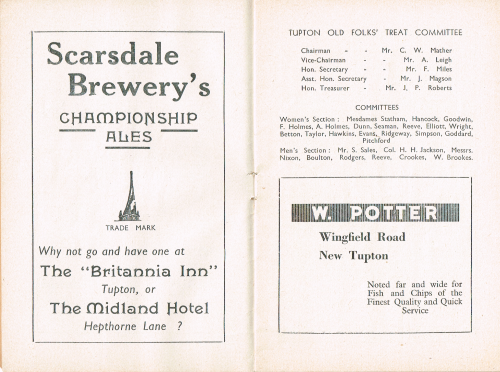 Scarsdale
Brewery's
CHAMPIONSHIP
ALES
TRADE MARK
Why not go and have one at
The "Britannia Inn"
Tupton, or
The Midland Hotel
Hepthorne Lane ?
TUPTON OLD FOLKS' TREAT COMMITTEE
Chairman - - Mr. C. W. Mather
Vice-Chairman - Mr. A. Leigh
Hon. Secretary - - Mr. F. Miles
Asst. Hon. Secretary - Mr. J. Magson
Hon. Treasurer - Mr. J, P. Roberts
COMMITTEES
Women's Section : Mesdames Statham, Hancock, Goodwin,
F. Holmes, A. Holmes, Dunn, Seaman, Reeve, Elliott, Wright,
Betton, Taylor, Hawkins, Evans, Ridgeway, Simpson, Goddard,
Pitchford
Men's Section : Mr. S. Sales, Col. H. H. Jackson, Messrs.
Nixon, Boulton, Rodgers, Reeve, Crookes, W. Brookes.
W. POTTER
Wingfield Road
New Tupton
Noted far and wide for
Fish and Chips of the
Finest Quality and Quick
Service